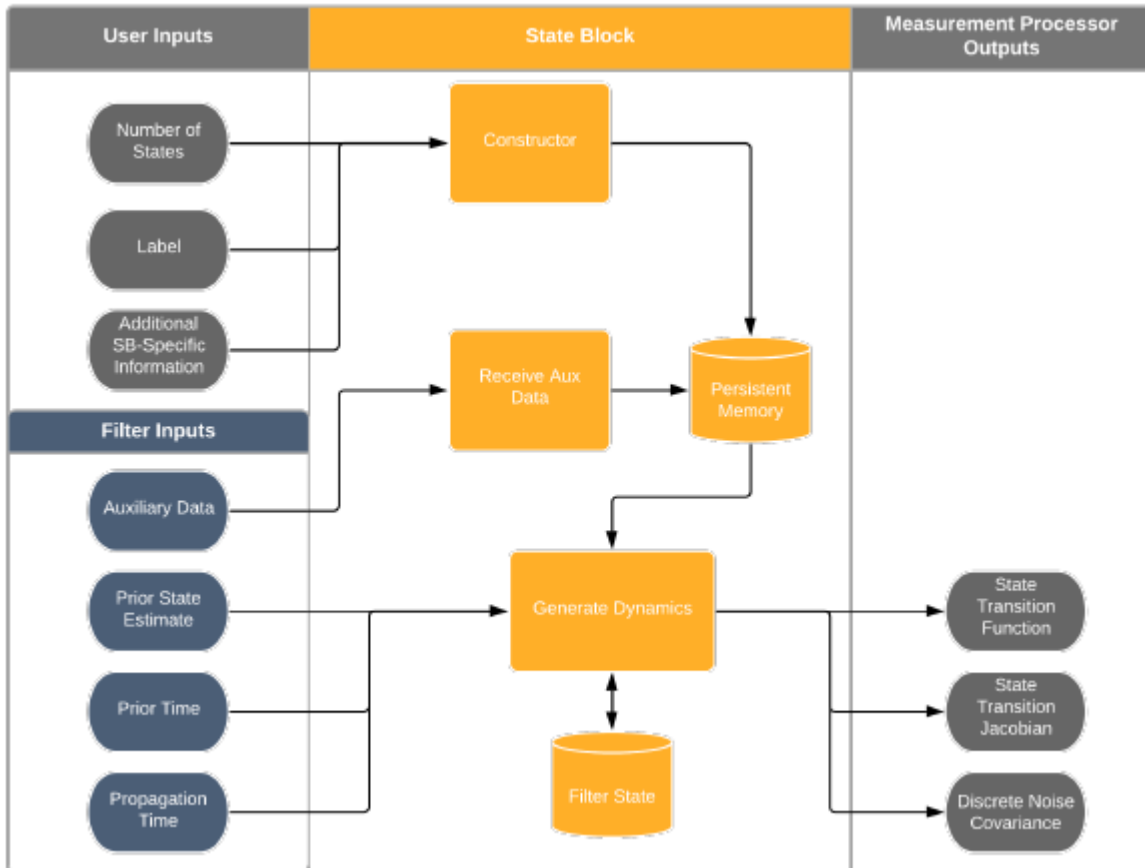 User Inputs
State Block
Measurement Processor
Outputs
Number of
States
Constructor
Label
Additional
SB-Specific
Information
Receive Aux
Data
Persistent
Memory
Filter Inputs
Auxiliary Data
Prior State
Estimate
Generate Dynamics
State
Transition
Function
Prior Time
State
Transition
Jacobian
Propagation
Time
Filter State
Discrete Noise
Covariance